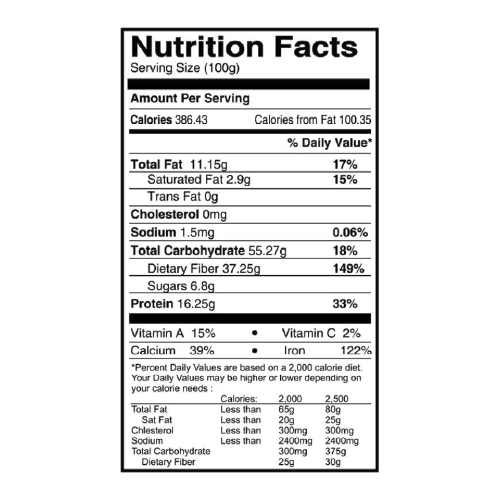 Nutrition Facts
Serving Size (100g)
Amount Per Serving
Calories 386.43 Calories from Fat 100.35
% Daily Value*
Total Fat 11.15g 17%
Saturated Fat 2.9g 15%
Trans Fat 0g
Cholesterol 0mg
Sodium 1.5mg 0.06%
Total Carbohydrate 55.27g 18%
Dietary Fiber 37.25g 149%
Sugars 6.8g
Protein 16.25g 33%
Vitamin A 15% • Vitamin C 2%
Calcium 39% • Iron 122%
*Percent Daily Values are based on a 2,000 calorie diet.
Your Daily Values may be higher or lower depending on
your calorie needs :
Calories: 2,000 2,500
Total Fat Less than 65g 80g
Sat Fat Less than 20g 25g
Chlesterol Less than 300mg 300mg
Sodium Less than 2400mg 2400mg
Total Carbohydrate 300mg 375g
Dietary Fiber 25g 30g